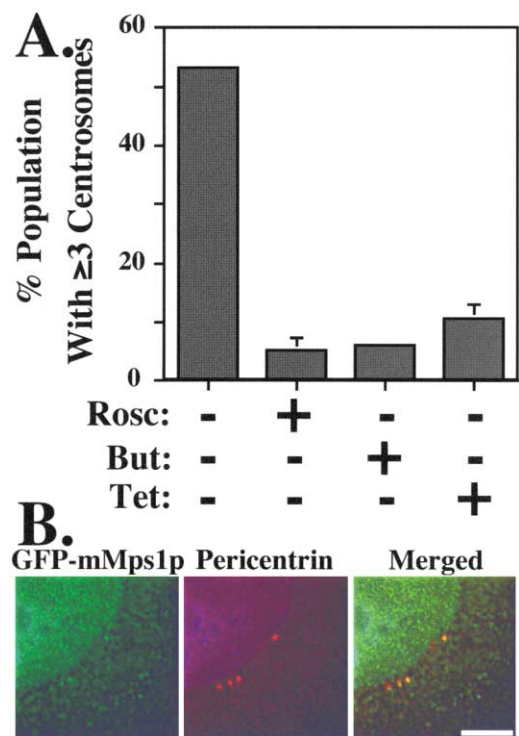 A.
% Population
With ≥3 Centrosomes
60
40
20
0
Rosc: - + - -
But: - - + -
Tet: - - - +
B.
GFP-mMps1p Pericentrin Merged